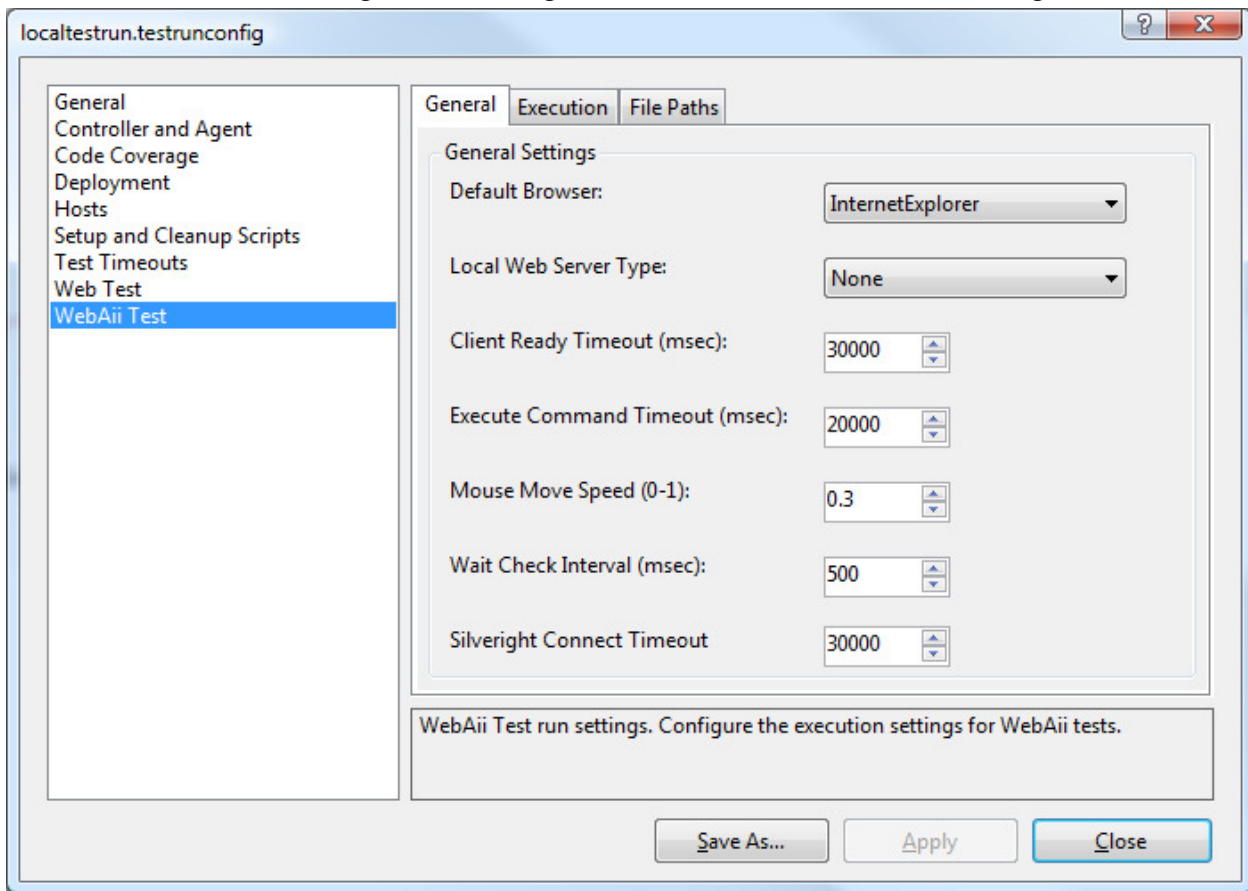 localtestrun.testrunconfig
General
Controller and Agent
Code Coverage
Deployment
Hosts
Setup and Cleanup Scripts
Test Timeouts
Web Test
WebAii Test
General Execution File Paths
General Settings
Default Browser: InternetExplorer
Local Web Server Type: None
Client Ready Timeout (msec): 30000
Execute Command Timeout (msec): 20000
Mouse Move Speed (0-1): 0.3
Wait Check Interval (msec): 500
Silveright Connect Timeout 30000
WebAii Test run settings. Configure the execution settings for WebAii tests.
Save As... Apply Close